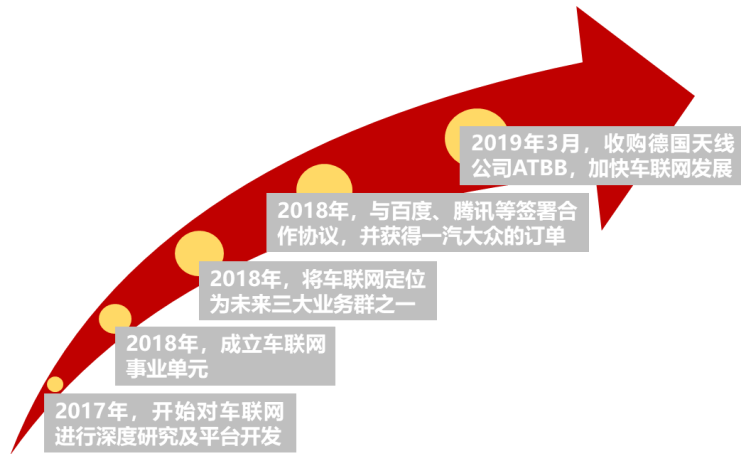 2019年3月，收购德国天线
公司ATBB，加快车联网发展
2018年，与百度、腾讯等签署合
作协议，并获得一汽大众的订单
2018年，将车联网定位
为未来三大业务群之一
2018年，成立车联网
事业单元
2017年，开始对车联网
进行深度研究及平台开发